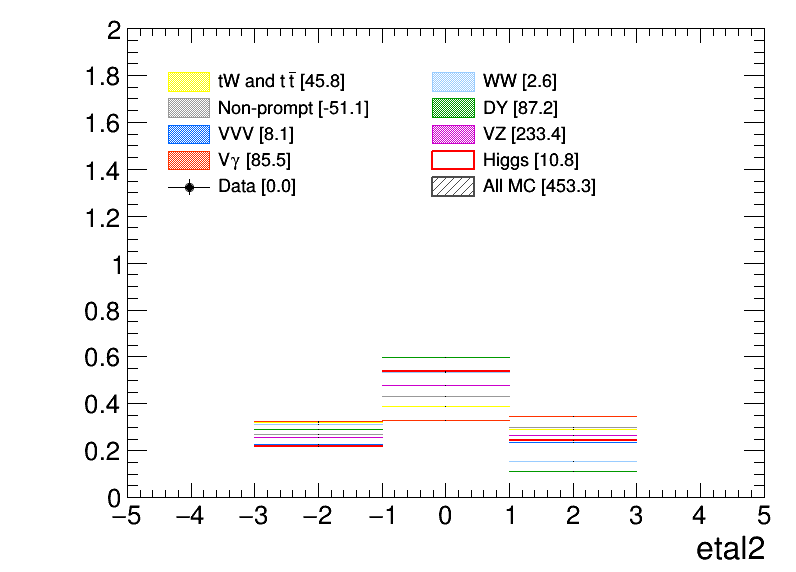 2
1.8
1.6
1.4
1.2
1
0.8
0.6
0.4
0.2
0
tW and t t̄ [45.8]
Non-prompt [-51.1]
VVV [8.1]
Vγ [85.5]
Data [0.0]
WW [2.6]
DY [87.2]
VZ [233.4]
Higgs [10.8]
All MC [453.3]
−5 −4 −3 −2 −1 0 1 2 3 4 5
etal2